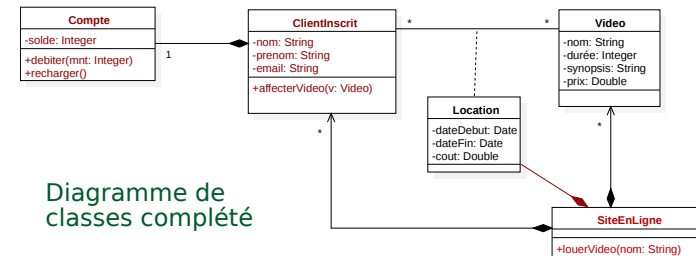 Compte
-solde: Integer
+debiter(mnt: Integer)
+recharger()
1
ClientInscrit
-nom: String
-prenom: String
-email: String
+affecterVideo(v: Video)
*
*
Video
-nom: String
-durée: Integer
-synopsis: String
-prix: Double
Location
-dateDebut: Date
-dateFin: Date
-cout: Double
*
*
Diagramme de
classes complété
SiteEnLigne
+louerVideo(nom: String)